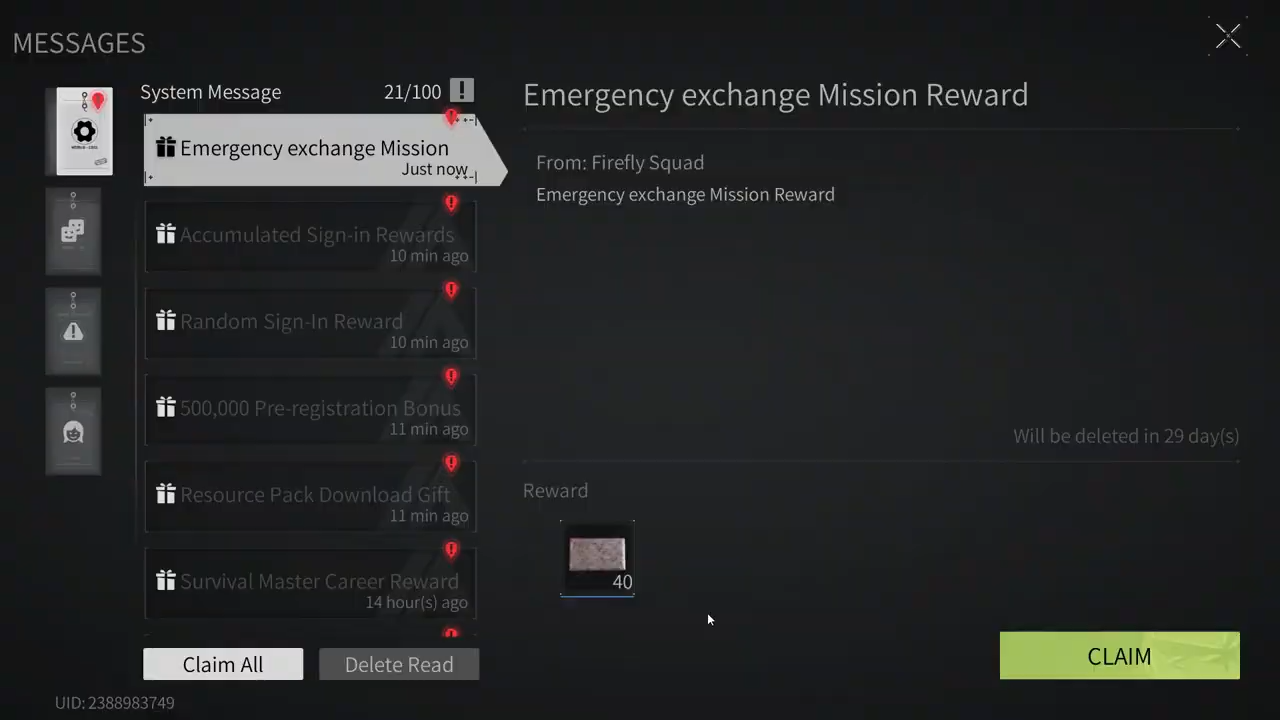 MESSAGES
System Message 21/100
Emergency exchange Mission
Just now
Accumulated Sign-in Rewards
10 min ago
Random Sign-In Reward
10 min ago
500,000 Pre-registration Bonus
11 min ago
Resource Pack Download Gift
11 min ago
Survival Master Career Reward
14 hour(s) ago
Claim All
Delete Read
UID: 2388983749
Emergency exchange Mission Reward
From: Firefly Squad
Emergency exchange Mission Reward
Will be deleted in 29 day(s)
Reward
40
CLAIM